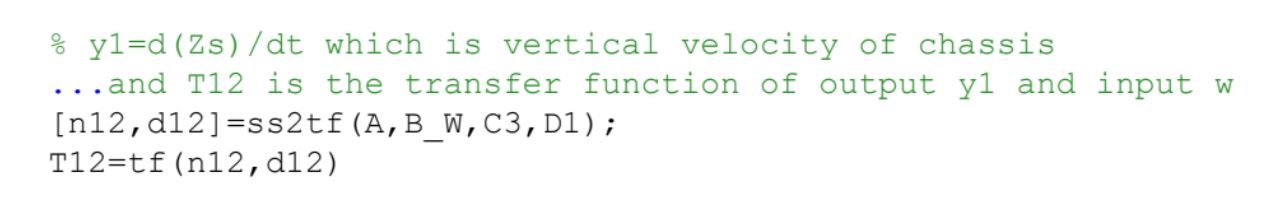 % y1=d(Zs)/dt which is vertical velocity of chassis
...and T12 is the transfer function of output y1 and input w
[n12,d12]=ss2tf(A,B_W,C3,D1);
T12=tf(n12,d12)